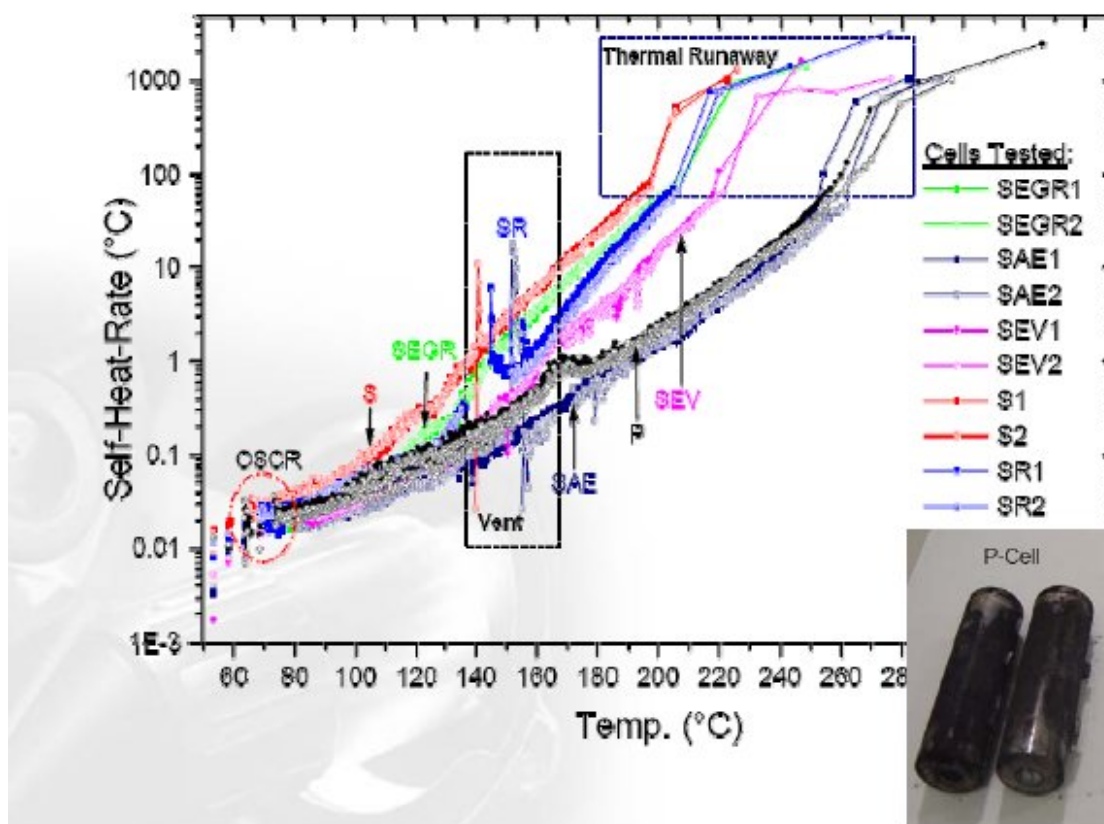 Self-Heat-Rate (°C)
1000
100
10
1
0.1
0.01
1E-3
Thermal Runaway
SR
SEGR
S
OSCR
Vent
SAE
P
SEV
60 80 100 120 140 160 180 200 220 240 260 28
Temp. (°C)
Cells Tested:
SEGR1
SEGR2
SAE1
SAE2
SEV1
SEV2
S1
S2
SR1
SR2
P-Cell